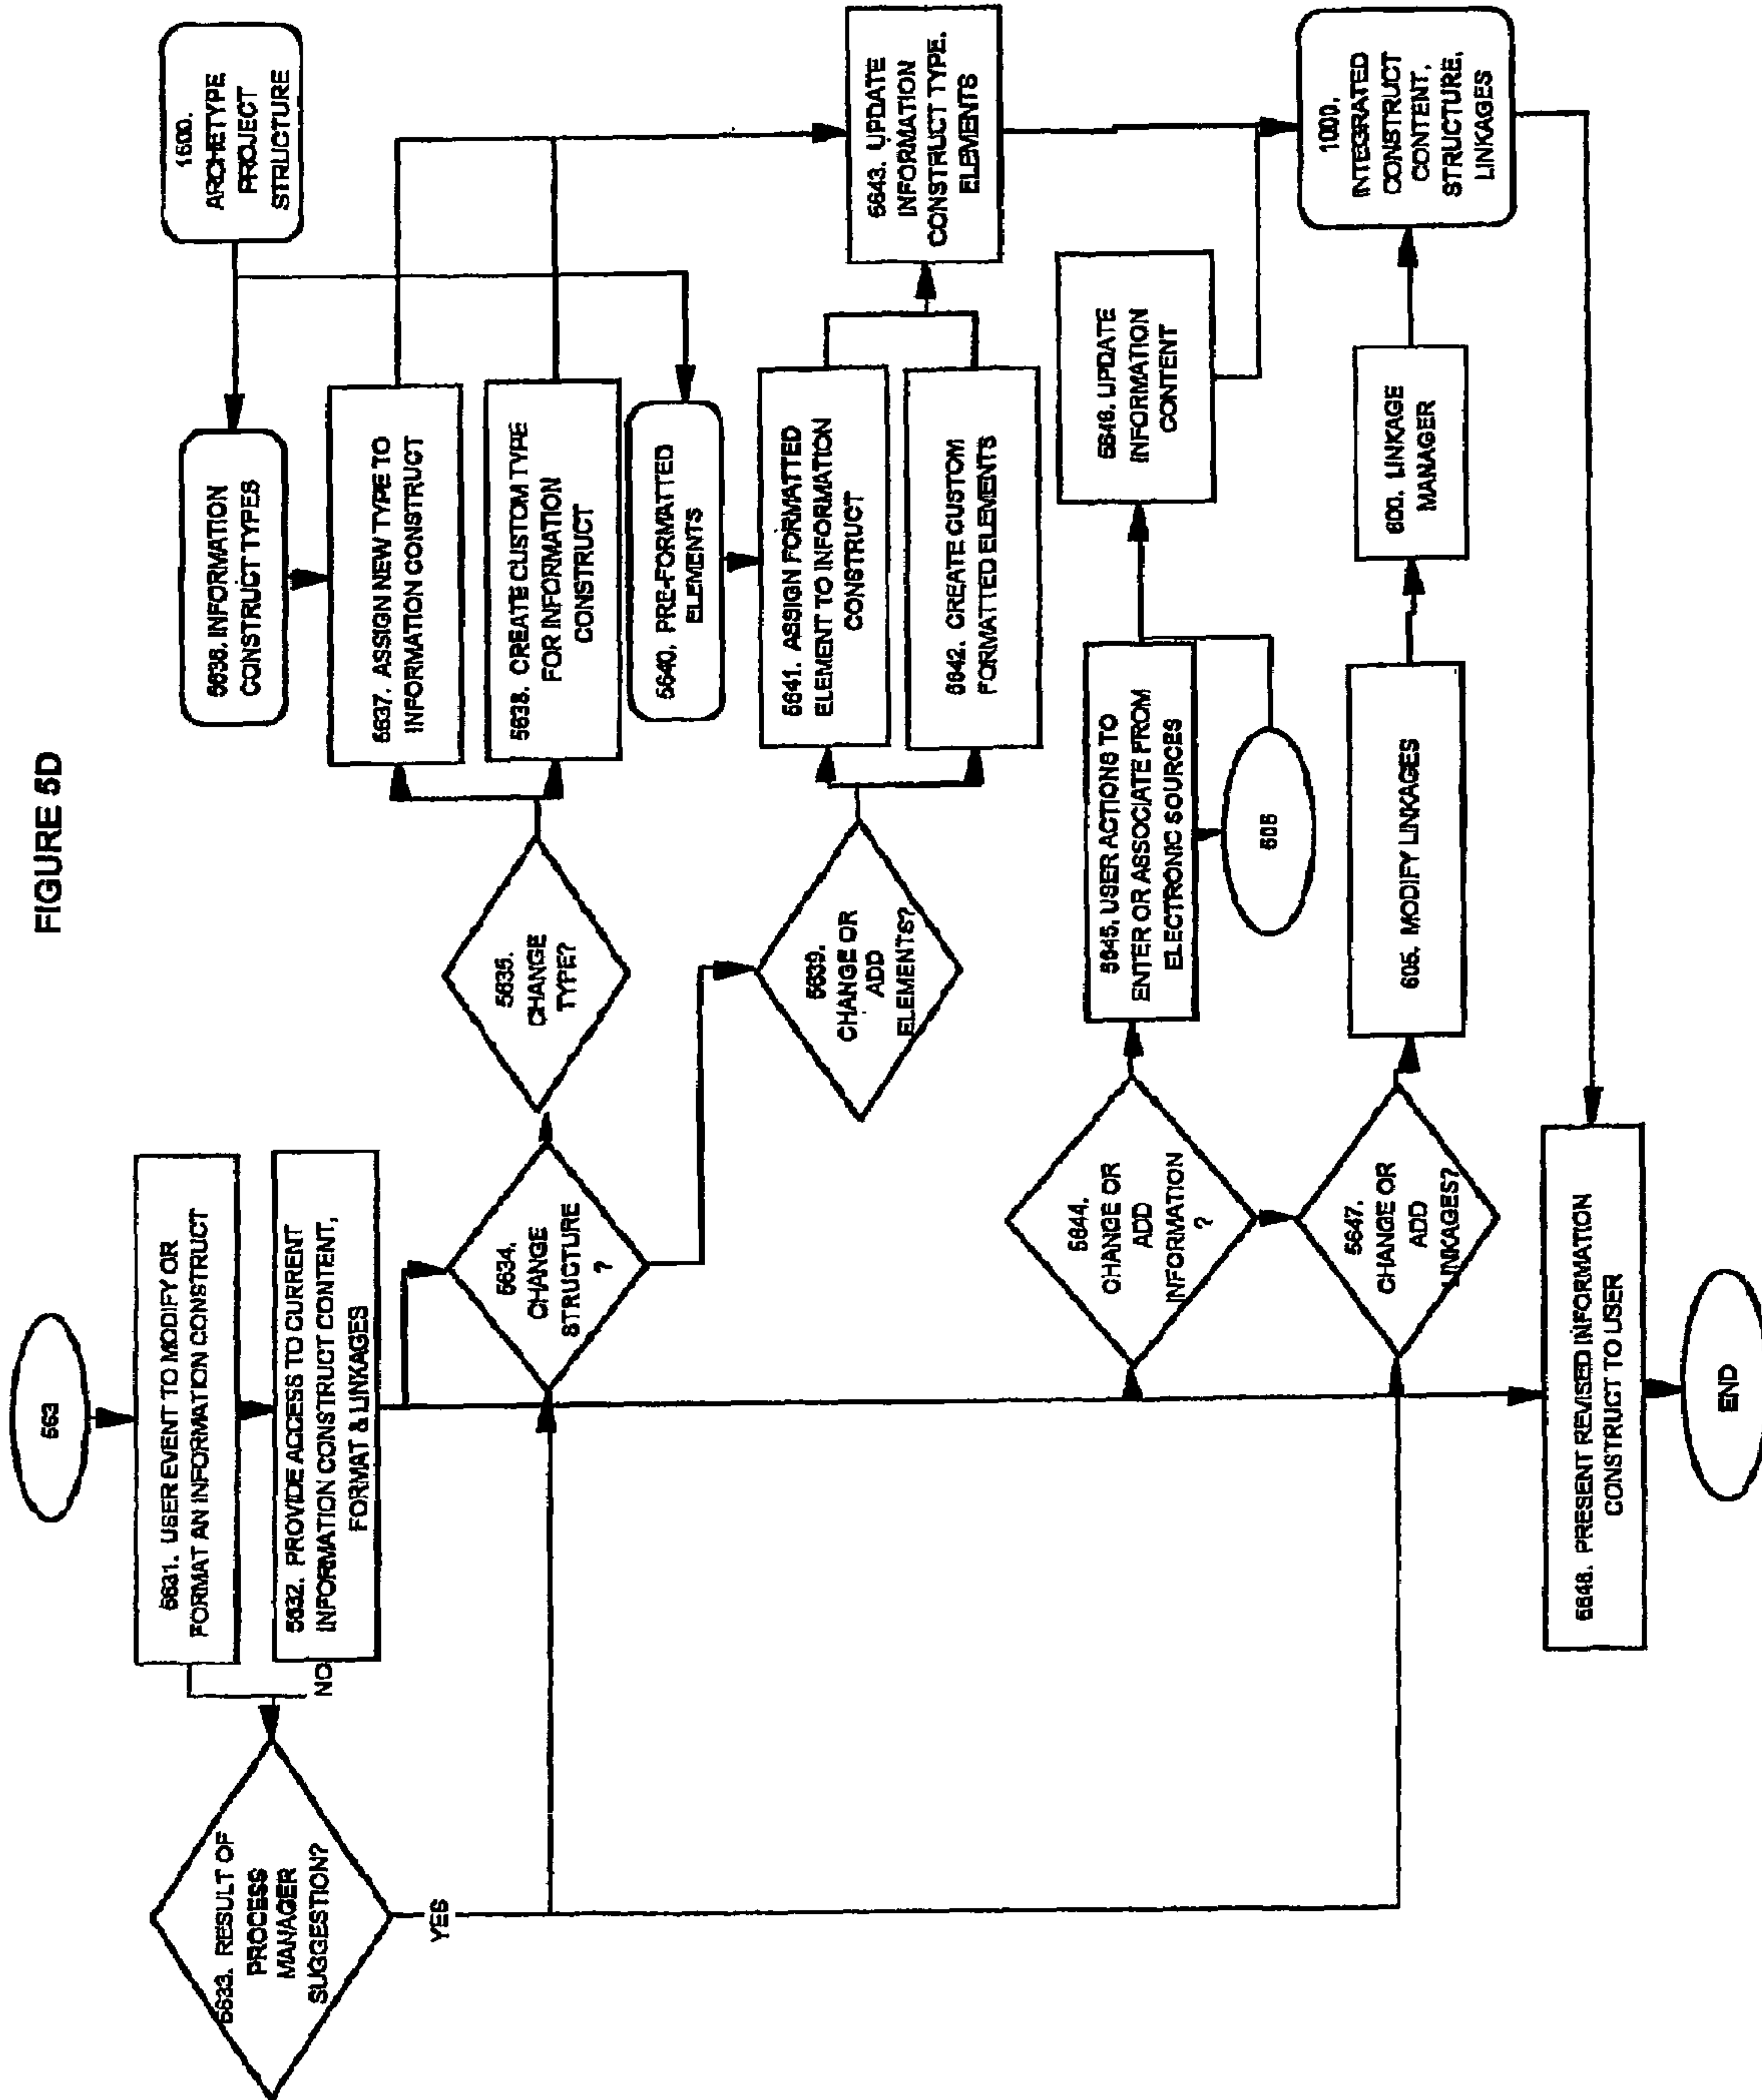 FIGURE 5D
563
5631. USER EVENT TO MODIFY OR
FORMAT AN INFORMATION CONSTRUCT
5632. PROVIDE ACCESS TO CURRENT
INFORMATION CONSTRUCT CONTENT,
FORMAT & LINKAGES
NO
5633. RESULT OF
PROCESS
MANAGER
SUGGESTION?
YES
5634.
CHANGE
STRUCTURE
?
5635.
CHANGE
TYPE?
1500.
ARCHETYPE
PROJECT
STRUCTURE
5636. INFORMATION
CONSTRUCT TYPES
5637. ASSIGN NEW TYPE TO
INFORMATION CONSTRUCT
5638. CREATE CUSTOM TYPE
FOR INFORMATION
CONSTRUCT
5639.
CHANGE OR
ADD
ELEMENTS?
5640. PRE-FORMATTED
ELEMENTS
5641. ASSIGN FORMATTED
ELEMENT TO INFORMATION
CONSTRUCT
5642. CREATE CUSTOM
FORMATTED ELEMENTS
5643. UPDATE
INFORMATION
CONSTRUCT TYPE.
ELEMENTS
5644.
CHANGE OR
ADD
INFORMATION
?
5645. USER ACTIONS TO
ENTER OR ASSOCIATE FROM
ELECTRONIC SOURCES
5646. UPDATE
INFORMATION
CONTENT
5647.
CHANGE OR
ADD
LINKAGES?
605. MODIFY LINKAGES
600. LINKAGE
MANAGER
1000.
INTEGRATED
CONSTRUCT
CONTENT,
STRUCTURE,
LINKAGES
5648. PRESENT REVISED INFORMATION
CONSTRUCT TO USER
END